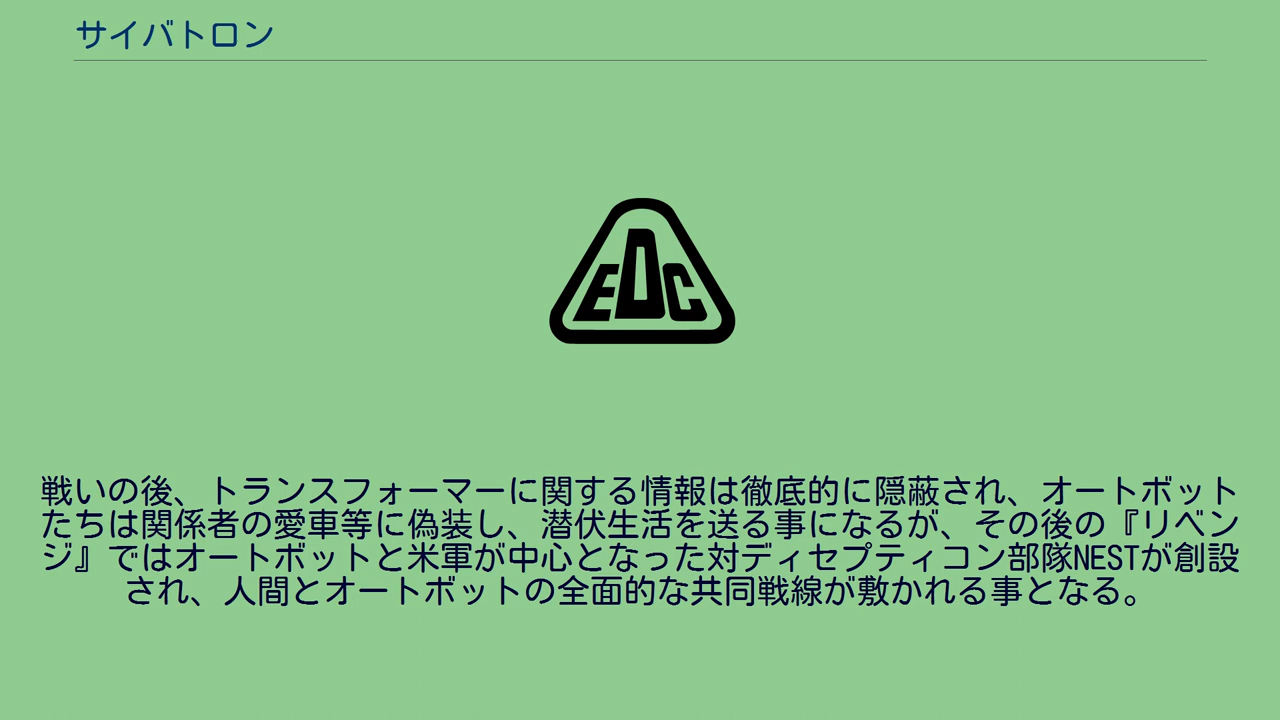 サイバトロン
EDC
戦いの後、トランスフォーマーに関する情報は徹底的に隠蔽され、オートボット
たちは関係者の愛車等に偽装し、潜伏生活を送る事になるが、その後の『リベン
ジ』ではオートボットと米軍が中心となった対ディセプティコン部隊NESTが創設
され、人間とオートボットの全面的な共同戦線が敷かれる事となる。